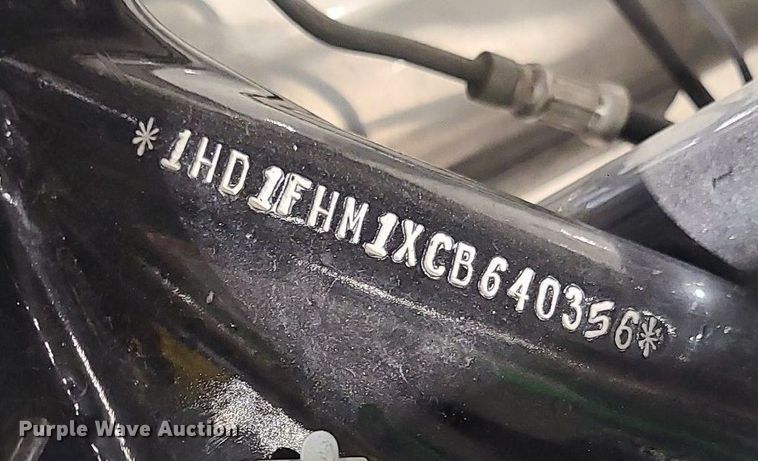 *1HD1FHM1XCB640356*
Purple Wave Auction